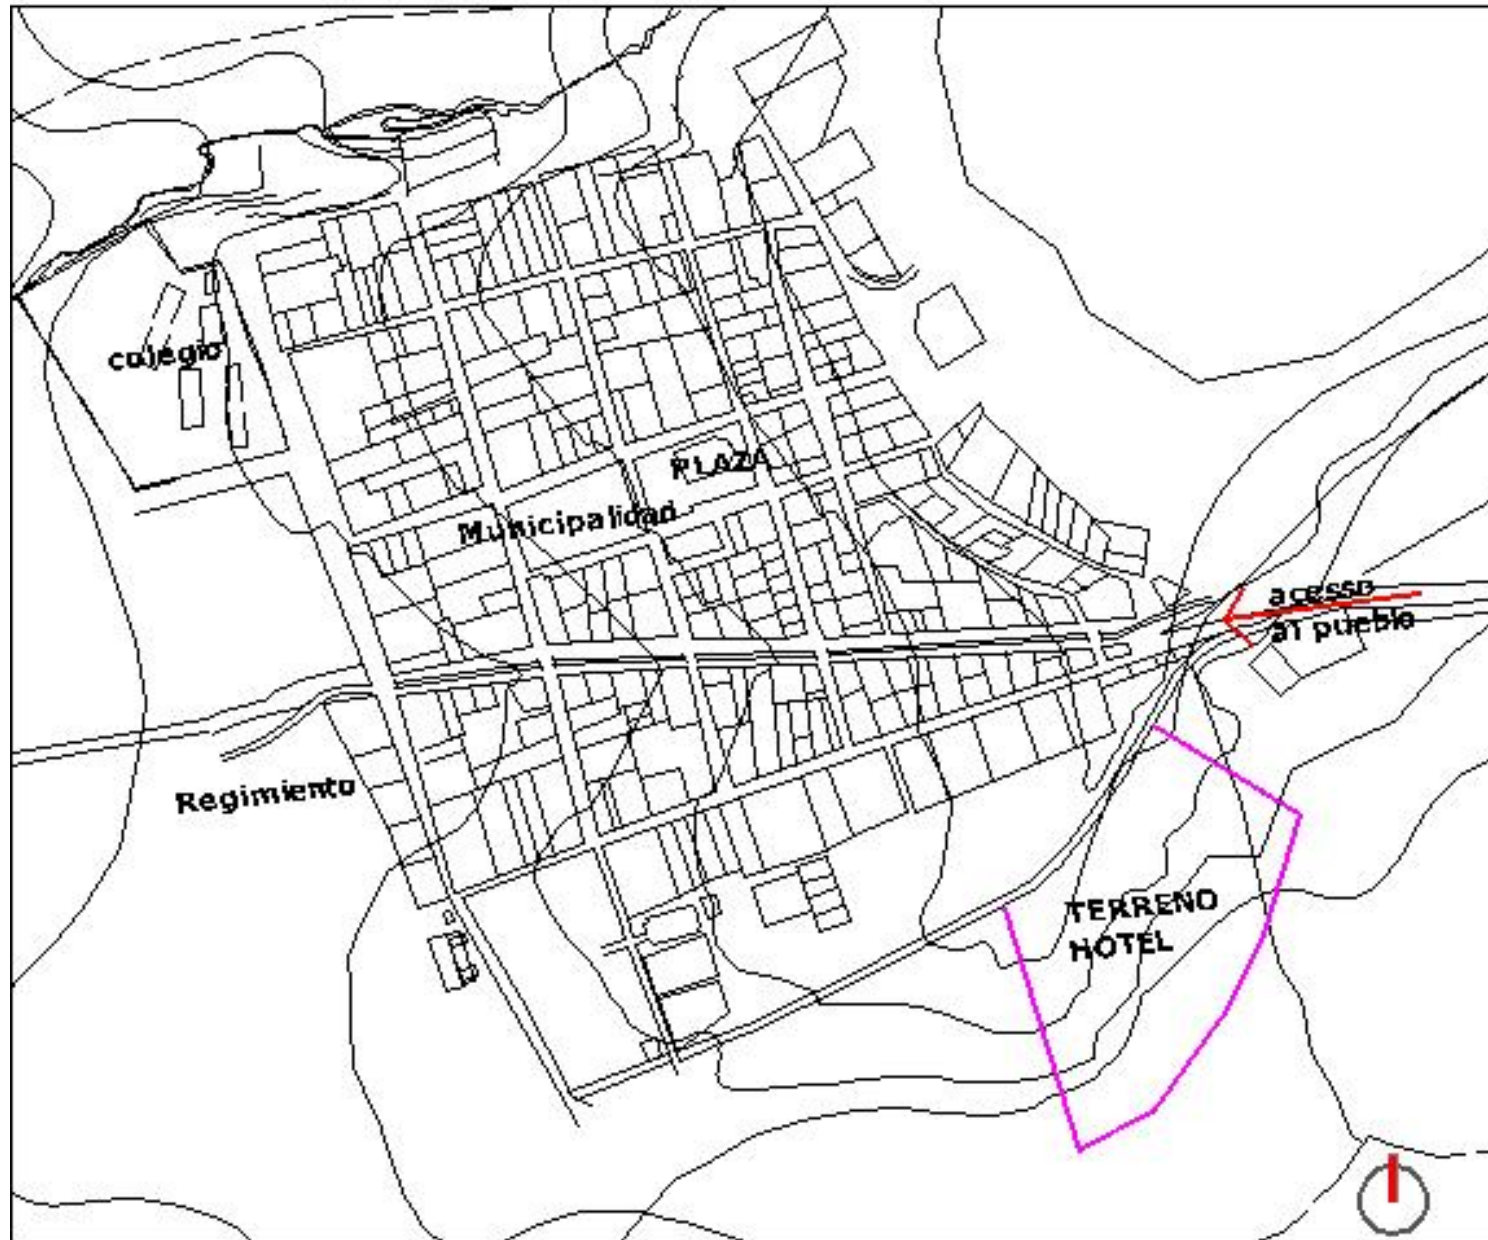 colegio
PLAZA
Municipalidad
acesso
al pueblo
Regimiento
TERRENO
HOTEL